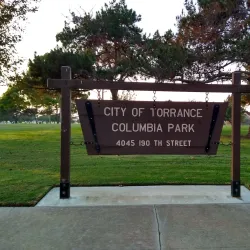 CITY OF TORRANCE
COLUMBIA PARK
4045 190 TH STREET